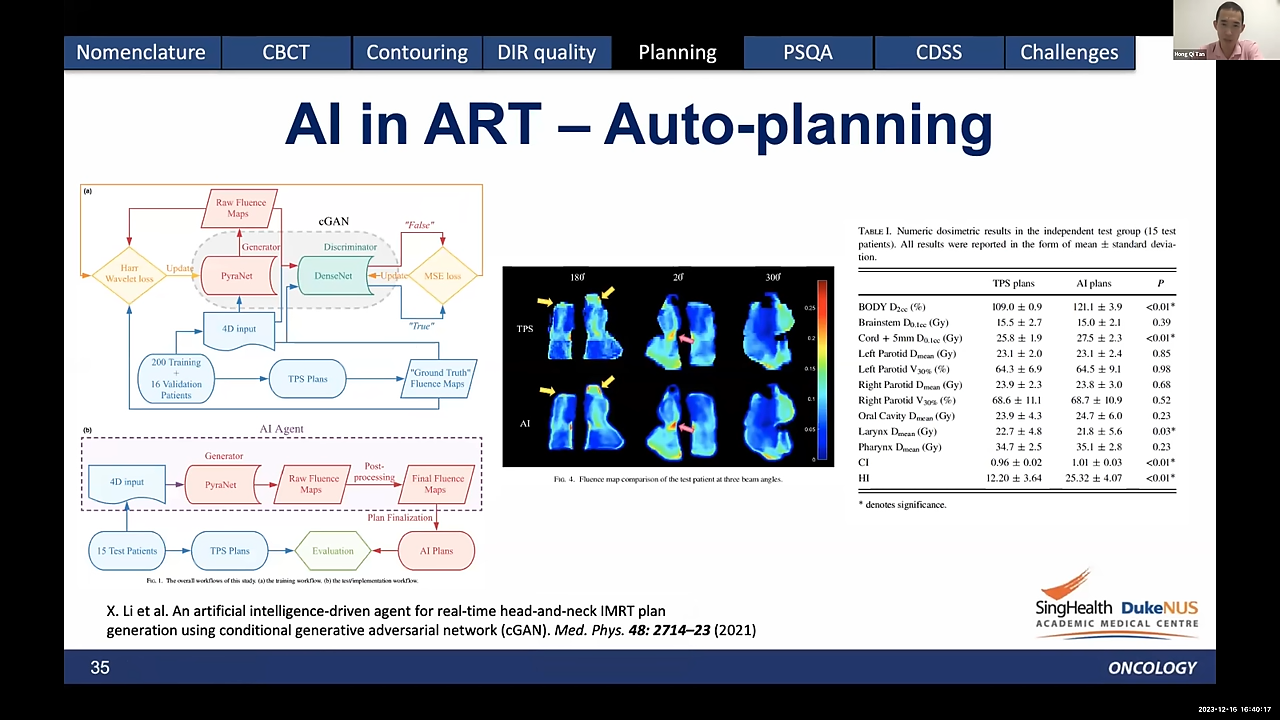 Hong Qi Tan
Nomenclature CBCT Contouring DIR quality Planning PSQA CDSS Challenges
AI in ART – Auto-planning
(a)
Raw Fluence
Maps
cGAN
"False"
Generator
Discriminator
Harr
Wavelet loss
Update
PyraNet
DenseNet
Update
MSE loss
"True"
4D input
200 Training
+
16 Validation
Patients
TPS Plans
"Ground Truth"
Fluence Maps
(b)
AI Agent
Generator
4D input
PyraNet
Raw Fluence
Maps
Post-
processing
Final Fluence
Maps
Plan Finalization
15 Test Patients
TPS Plans
Evaluation
AI Plans
FIG. 1. The overall workflows of this study. (a) the training workflow. (b) the test/implementation workflow.
180° 20° 300°
TPS
AI
0.25
0.2
0.15
0.1
0.05
0
FIG. 4. Fluence map comparison of the test patient at three beam angles.
TABLE I. Numeric dosimetric results in the independent test group (15 test
patients). All results were reported in the form of mean ± standard devia-
tion.
TPS plans AI plans P
BODY D2cc (%) 109.0 ± 0.9 121.1 ± 3.9 <0.01*
Brainstem D0.1cc (Gy) 15.5 ± 2.7 15.0 ± 2.1 0.39
Cord + 5mm D0.1cc (Gy) 25.8 ± 1.9 27.5 ± 2.3 <0.01*
Left Parotid Dmean (Gy) 23.1 ± 2.0 23.1 ± 2.4 0.85
Left Parotid V30% (%) 64.3 ± 6.9 64.5 ± 9.1 0.98
Right Parotid Dmean (Gy) 23.9 ± 2.3 23.8 ± 3.0 0.68
Right Parotid V30% (%) 68.6 ± 11.1 68.7 ± 10.9 0.52
Oral Cavity Dmean (Gy) 23.9 ± 4.3 24.7 ± 6.0 0.23
Larynx Dmean (Gy) 22.7 ± 4.8 21.8 ± 5.6 0.03*
Pharynx Dmean (Gy) 34.7 ± 2.5 35.1 ± 2.8 0.23
CI 0.96 ± 0.02 1.01 ± 0.03 <0.01*
HI 12.20 ± 3.64 25.32 ± 4.07 <0.01*
* denotes significance.
X. Li et al. An artificial intelligence-driven agent for real-time head-and-neck IMRT plan
generation using conditional generative adversarial network (cGAN). Med. Phys. 48: 2714–23 (2021)
SingHealth DukeNUS
ACADEMIC MEDICAL CENTRE
35
ONCOLOGY
2023-12-16 16:40:17